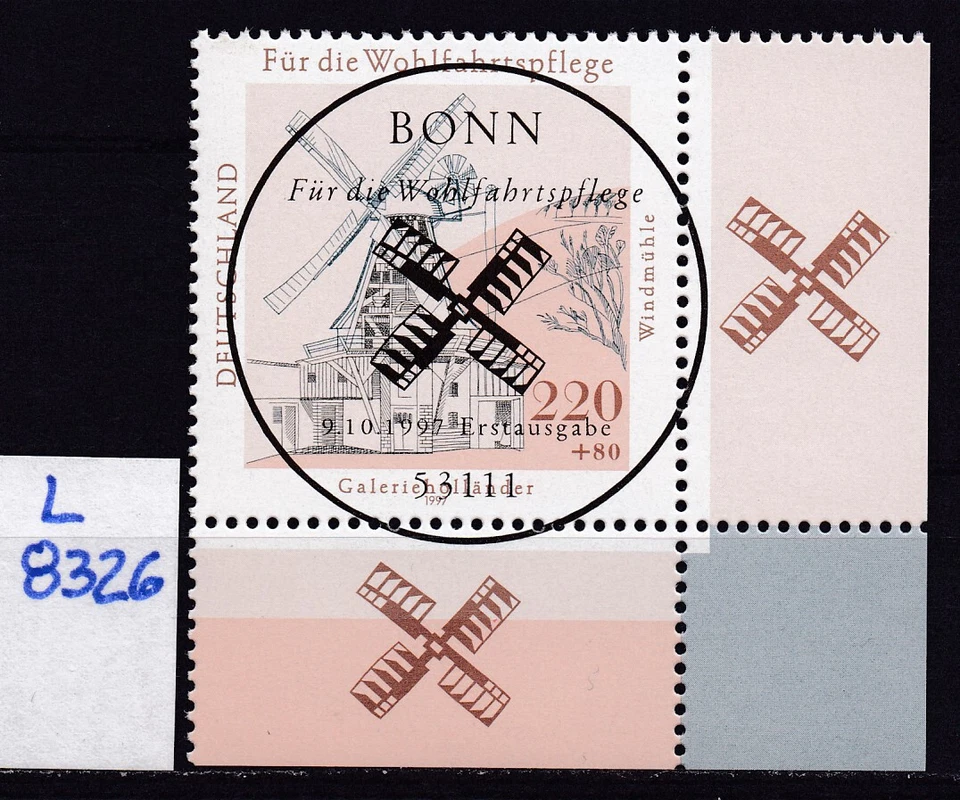 Für die Wohlfahrtspflege
BONN
Für die Wohlfahrtspflege
DEUTSCHLAND
Windmühle
220
9.10.1997 Erstausgabe
+80
53111
Galerieholländer
1997
L
8326